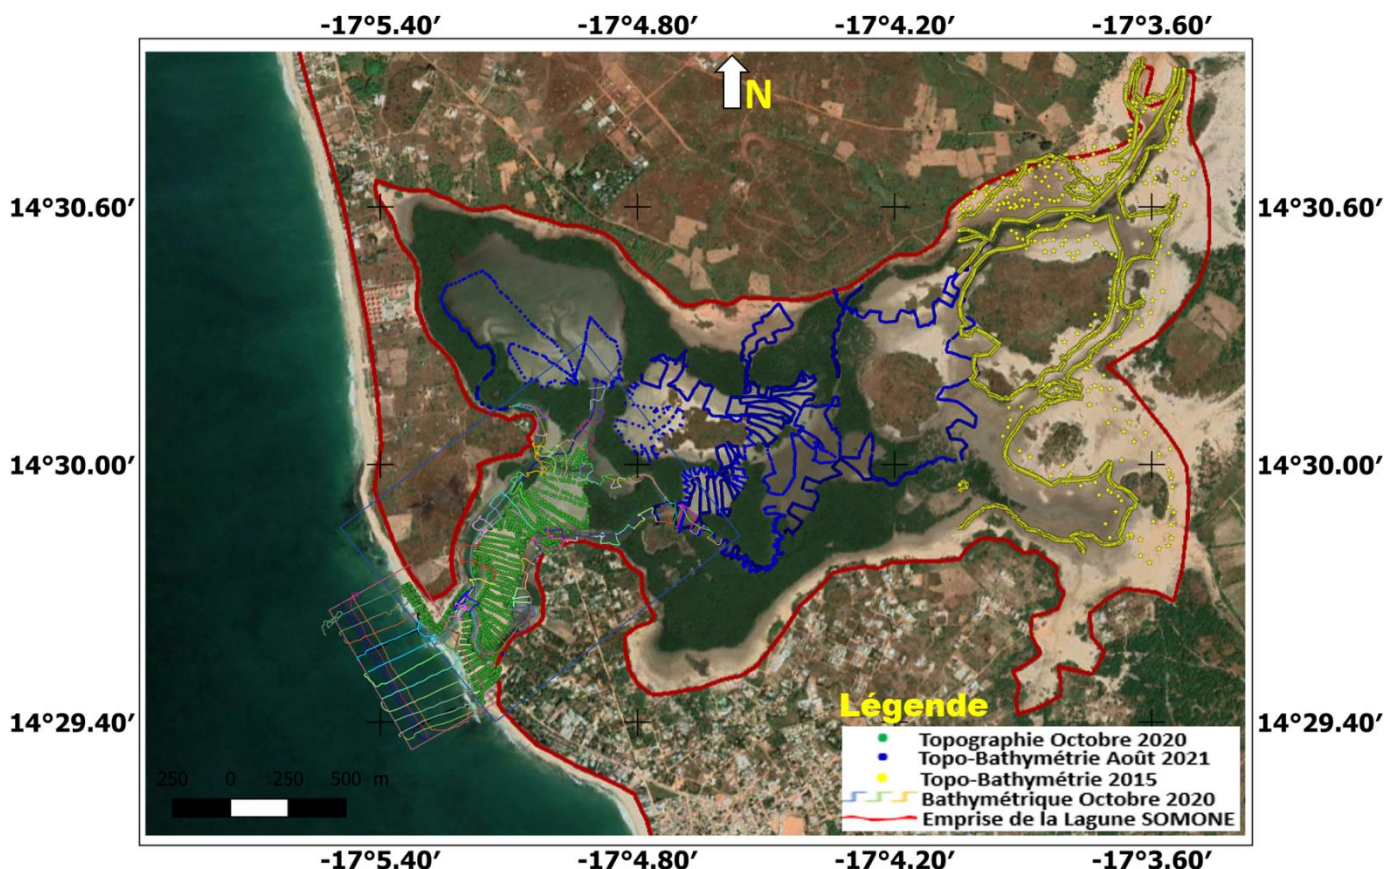 -17°5.40′ -17°4.80′ -17°4.20′ -17°3.60′
N
14°30.60′ 14°30.60′
14°30.00′ 14°30.00′
14°29.40′ 14°29.40′
Légende
Topographie Octobre 2020
Topo-Bathymétrie Août 2021
Topo-Bathymétrie 2015
Bathymétrique Octobre 2020
Emprise de la Lagune SOMONE
250 0 250 500 m
-17°5.40′ -17°4.80′ -17°4.20′ -17°3.60′